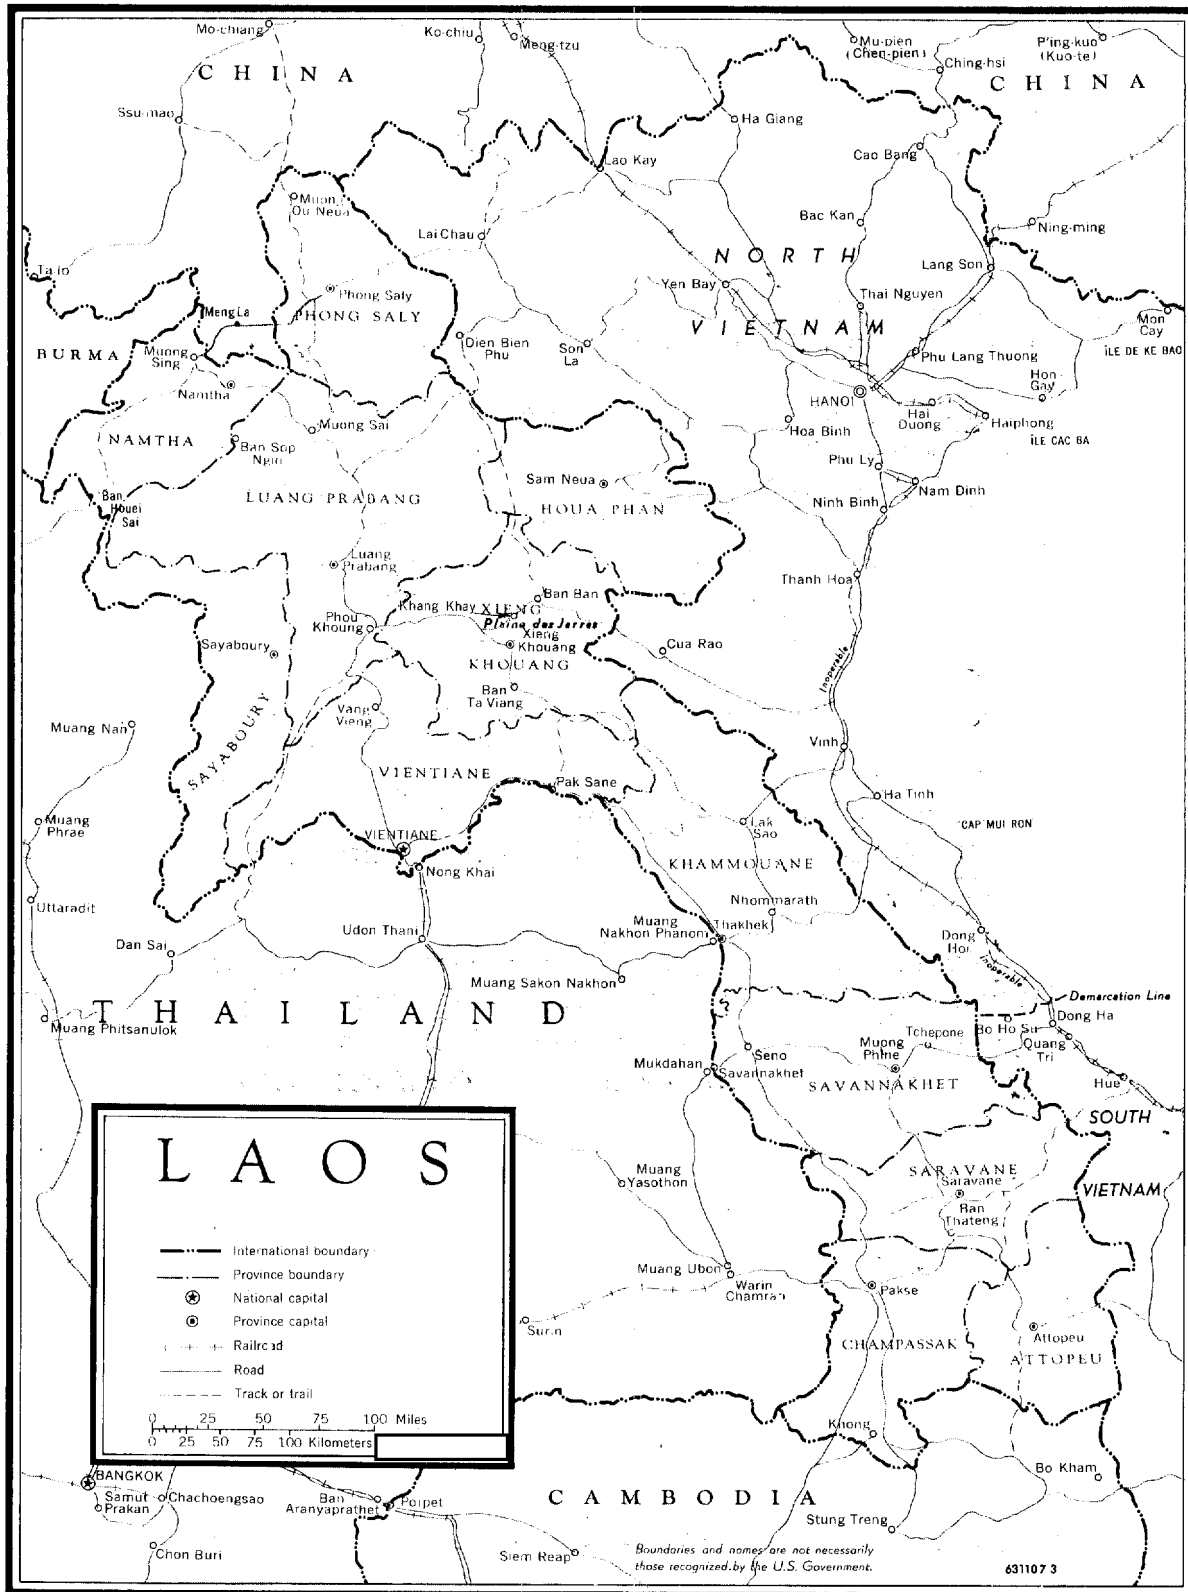 Mo-chiang
Ko-chiu
Meng-tzu
Mu-pien
(Chen-pien)
P'ing-kuo
(Kuo-te)
Ching-hsi
CHINA
CHINA
Ssu-mao
Ha Giang
Cao Bang
Lao Kay
Muon
Ou Neua
Bac Kan
Ning-ming
Lai Chau
NORTH
Lang Son
Ta-lo
Yen Bay
Phong Saly
Thai Nguyen
Meng La
PHONG SALY
VIETNAM
Mon
Cay
BURMA
Muong
Sing
Dien Bien
Phu
Son
La
Phu Lang Thuong
ÎLE DE KE BAO
Hon
Gay
Namtha
HANOI
Hai
Duong
Haiphong
Muong Sai
Hoa Binh
ÎLE CAC BA
NAMTHA
Ban Sop
Ngin
Phu Ly
Sam Neua
Nam Dinh
Ban
Houei
Sai
LUANG PRABANG
HOUA PHAN
Ninh Binh
Luang
Prabang
Thanh Hoa
Ban Ban
Khang Khay
XIENG
Phou
Khoung
Plaine des Jarres
Xieng
Khouang
Sayaboury
Cua Rao
KHOUANG
Inoperable
Ban
Ta Viang
Vang
Vieng
Muang Nan
SAYABOURY
Vinh
VIENTIANE
Pak Sane
Ha Tinh
Muang
Phrae
Lak
Sao
CAP MUI RON
VIENTIANE
KHAMMOUANE
Nong Khai
Nhommarath
Uttaradit
Muang
Nakhon Phanom
Thakhek
Udon Thani
Dan Sai
Dong
Hoi
Inoperable
Muang Sakon Nakhon
Demarcation Line
THAILAND
Muang Phitsanulok
Dong Ha
Bo Ho Su
Tchepone
Quang
Tri
Muong
Phine
Seno
Mukdahan
Savannakhet
SAVANNAKHET
Hue
SOUTH
VIETNAM
Muang
Yasothon
SARAVANE
Saravane
Ban
Thateng
Muang Ubon
Warin
Chamrap
Pakse
Surin
CHAMPASSAK
Attopeu
ATTOPEU
Khong
Bo Kham
LAOS
International boundary
Province boundary
National capital
Province capital
Railroad
Road
Track or trail
0 25 50 75 100 Miles
0 25 50 75 100 Kilometers
BANGKOK
Samut
Prakan
Chachoengsao
Ban
Aranyaprathet
Poipet
CAMBODIA
Stung Treng
Chon Buri
Siem Reap
Boundaries and names are not necessarily
those recognized by the U.S. Government.
63110 7 3